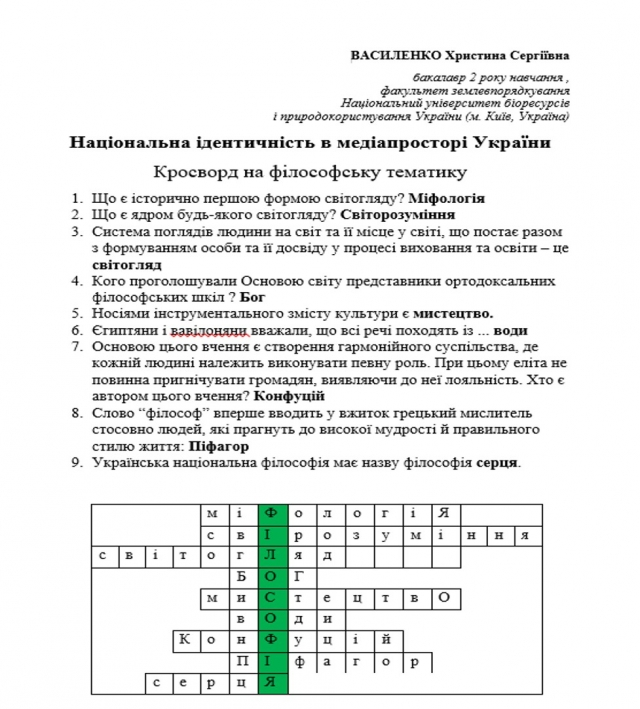 ВАСИЛЕНКО Христина Сергіївна
бакалавр 2 року навчання ,
факультет землевпорядкування
Національний університет біоресурсів
і природокористування України (м. Київ, Україна)
Національна ідентичність в медіапросторі України
Кросворд на філософську тематику
1. Що є історично першою формою світогляду? Міфологія
2. Що є ядром будь-якого світогляду? Світорозуміння
3. Система поглядів людини на світ та її місце у світі, що постає разом
з формуванням особи та її досвіду у процесі виховання та освіти – це
світогляд
4. Кого проголошували Основою світу представники ортодоксальних
філософських шкіл ? Бог
5. Носіями інструментального змісту культури є мистецтво.
6. Єгиптяни і вавілоняни вважали, що всі речі походять із ... води
7. Основою цього вчення є створення гармонійного суспільства, де
кожній людині належить виконувати певну роль. При цьому еліта не
повинна пригнічувати громадян, виявляючи до неї лояльність. Хто є
автором цього вчення? Конфуцій
8. Слово “філософ” вперше вводить у вжиток грецький мислитель
стосовно людей, які прагнуть до високої мудрості й правильного
стилю життя: Піфагор
9. Українська національна філософія має назву філософія серця.
м і Ф о л о г і Я
с в І р о з у м і н н я
с в і т о г Л я д
Б О Г
м и С т е ц т в О
в О д и
К о н Ф у ц і й
П І ф а г о р
с е р ц Я